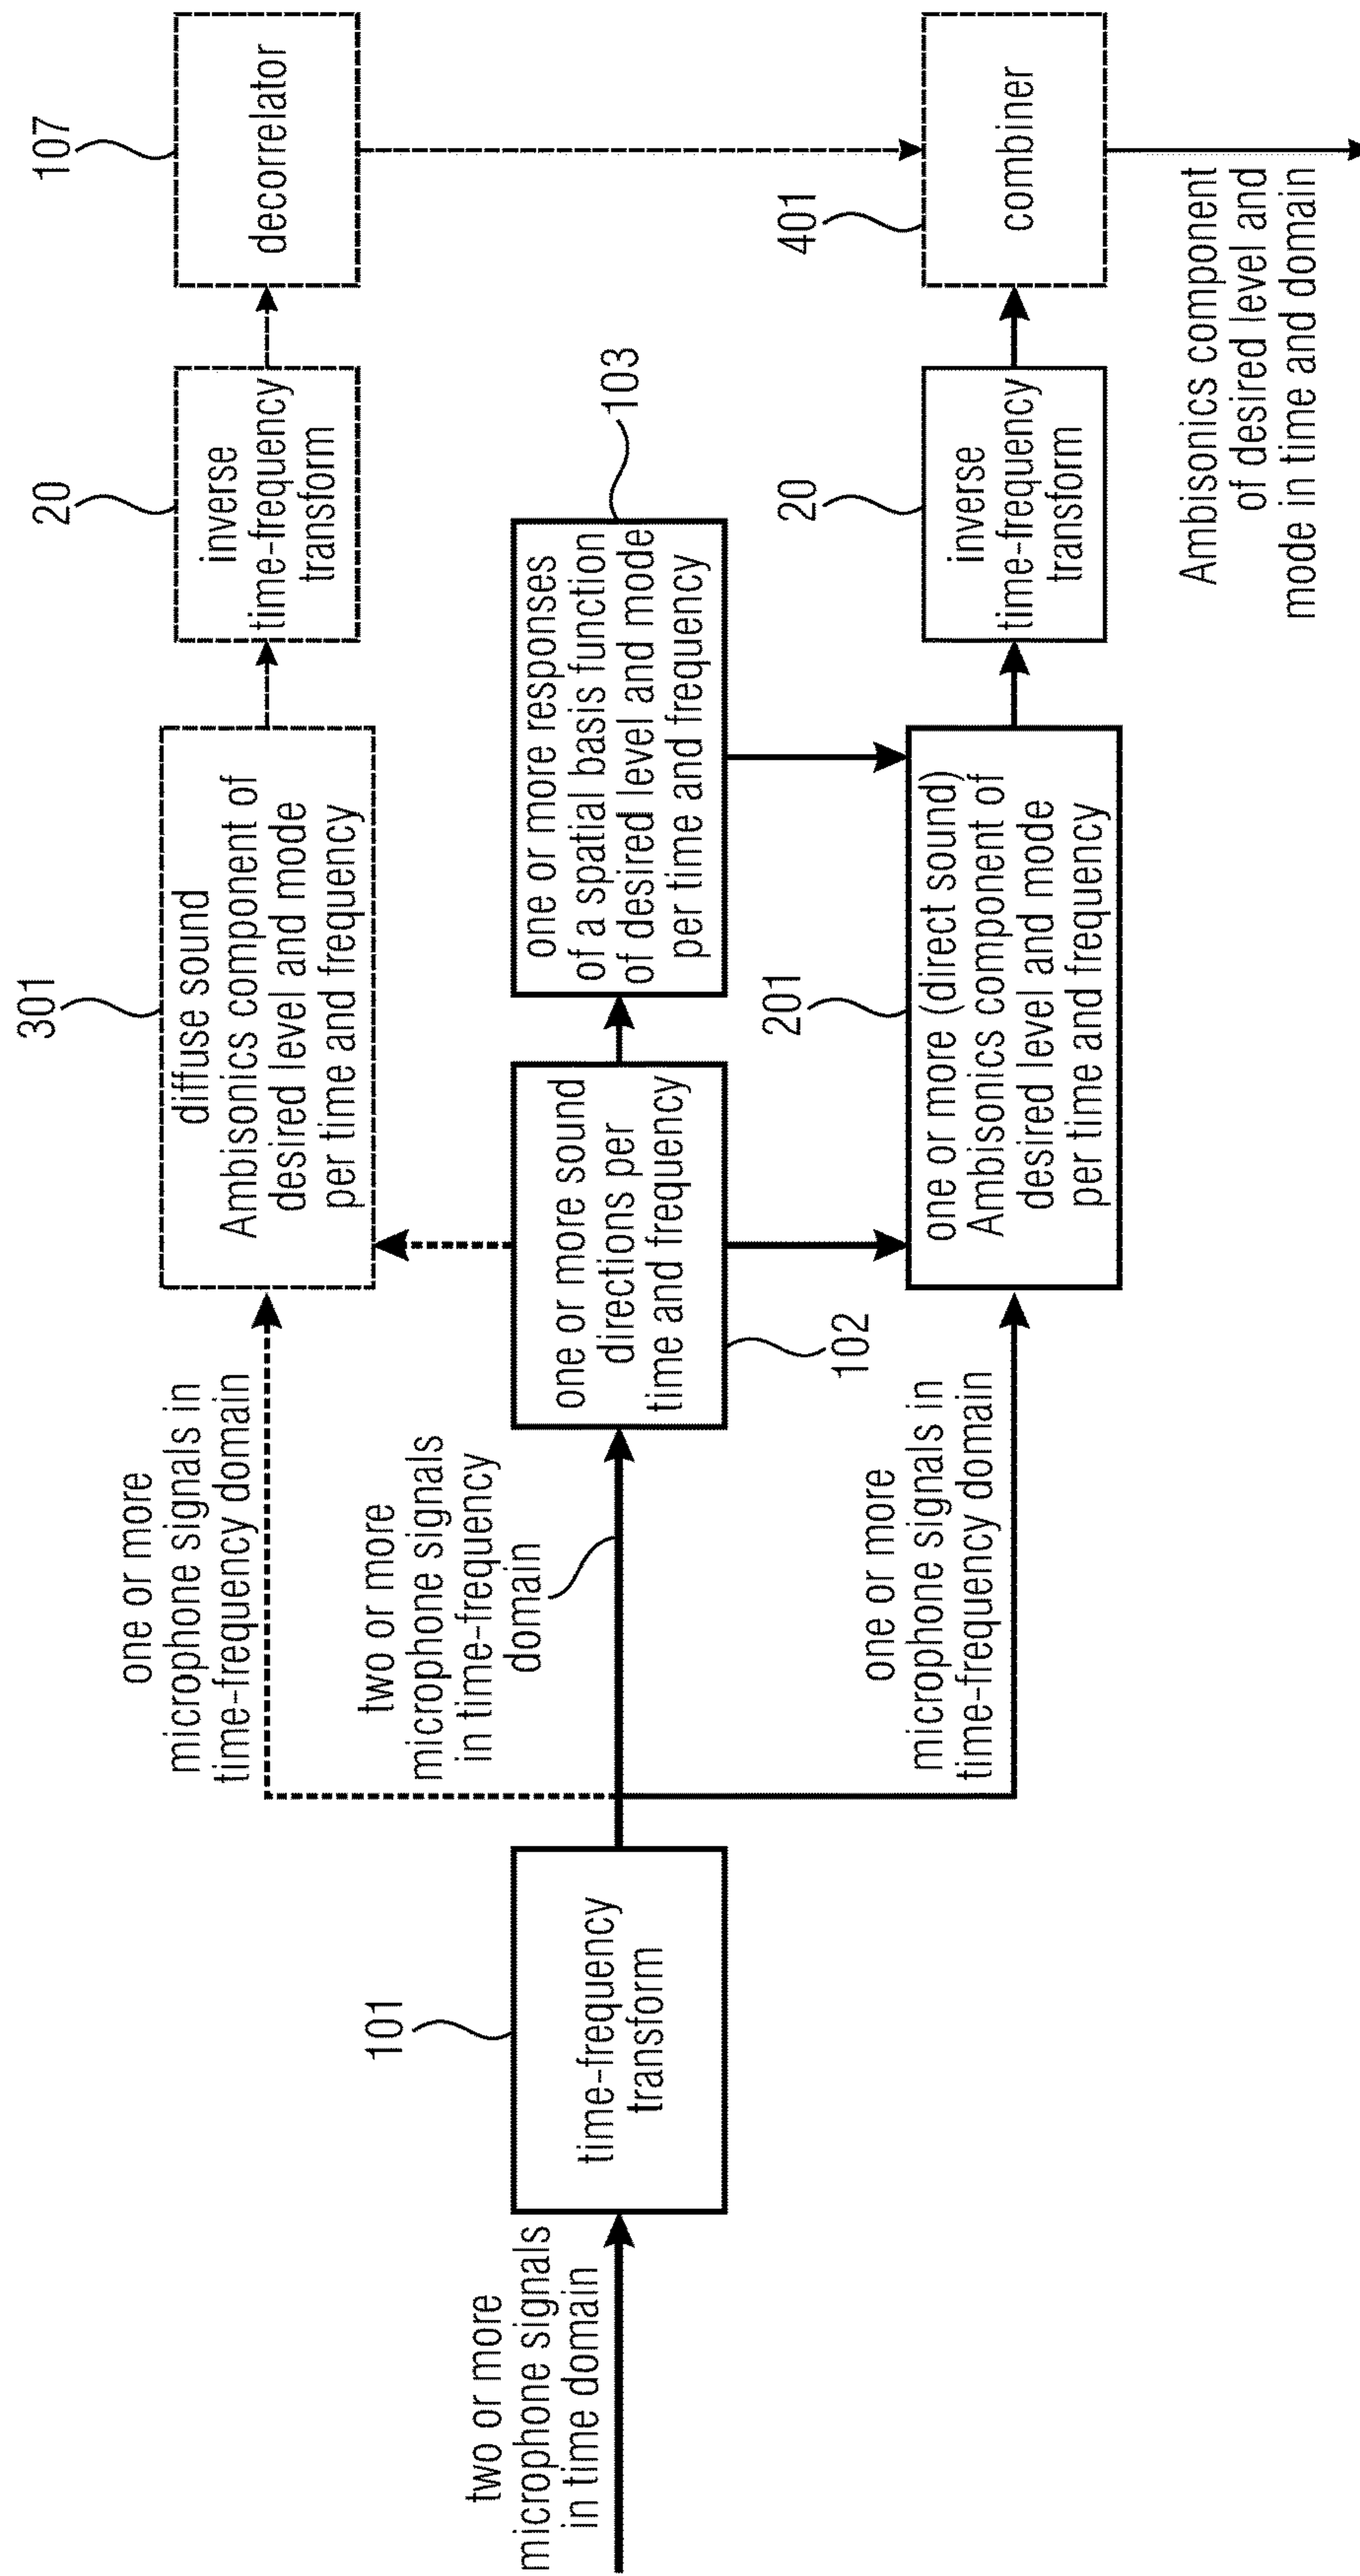 two or more
microphone signals
in time domain
101
time-frequency
transform
one or more
microphone signals in
time-frequency domain
two or more
microphone signals
in time-frequency
domain
one or more
microphone signals in
time-frequency domain
301
diffuse sound
Ambisonics component of
desired level and mode
per time and frequency
one or more sound
directions per
time and frequency
102
one or more responses
of a spatial basis function
of desired level and mode
per time and frequency
103
201
one or more (direct sound)
Ambisonics component of
desired level and mode
per time and frequency
20
inverse
time-frequency
transform
107
decorrelator
20
inverse
time-frequency
transform
401
combiner
Ambisonics component
of desired level and
mode in time and domain